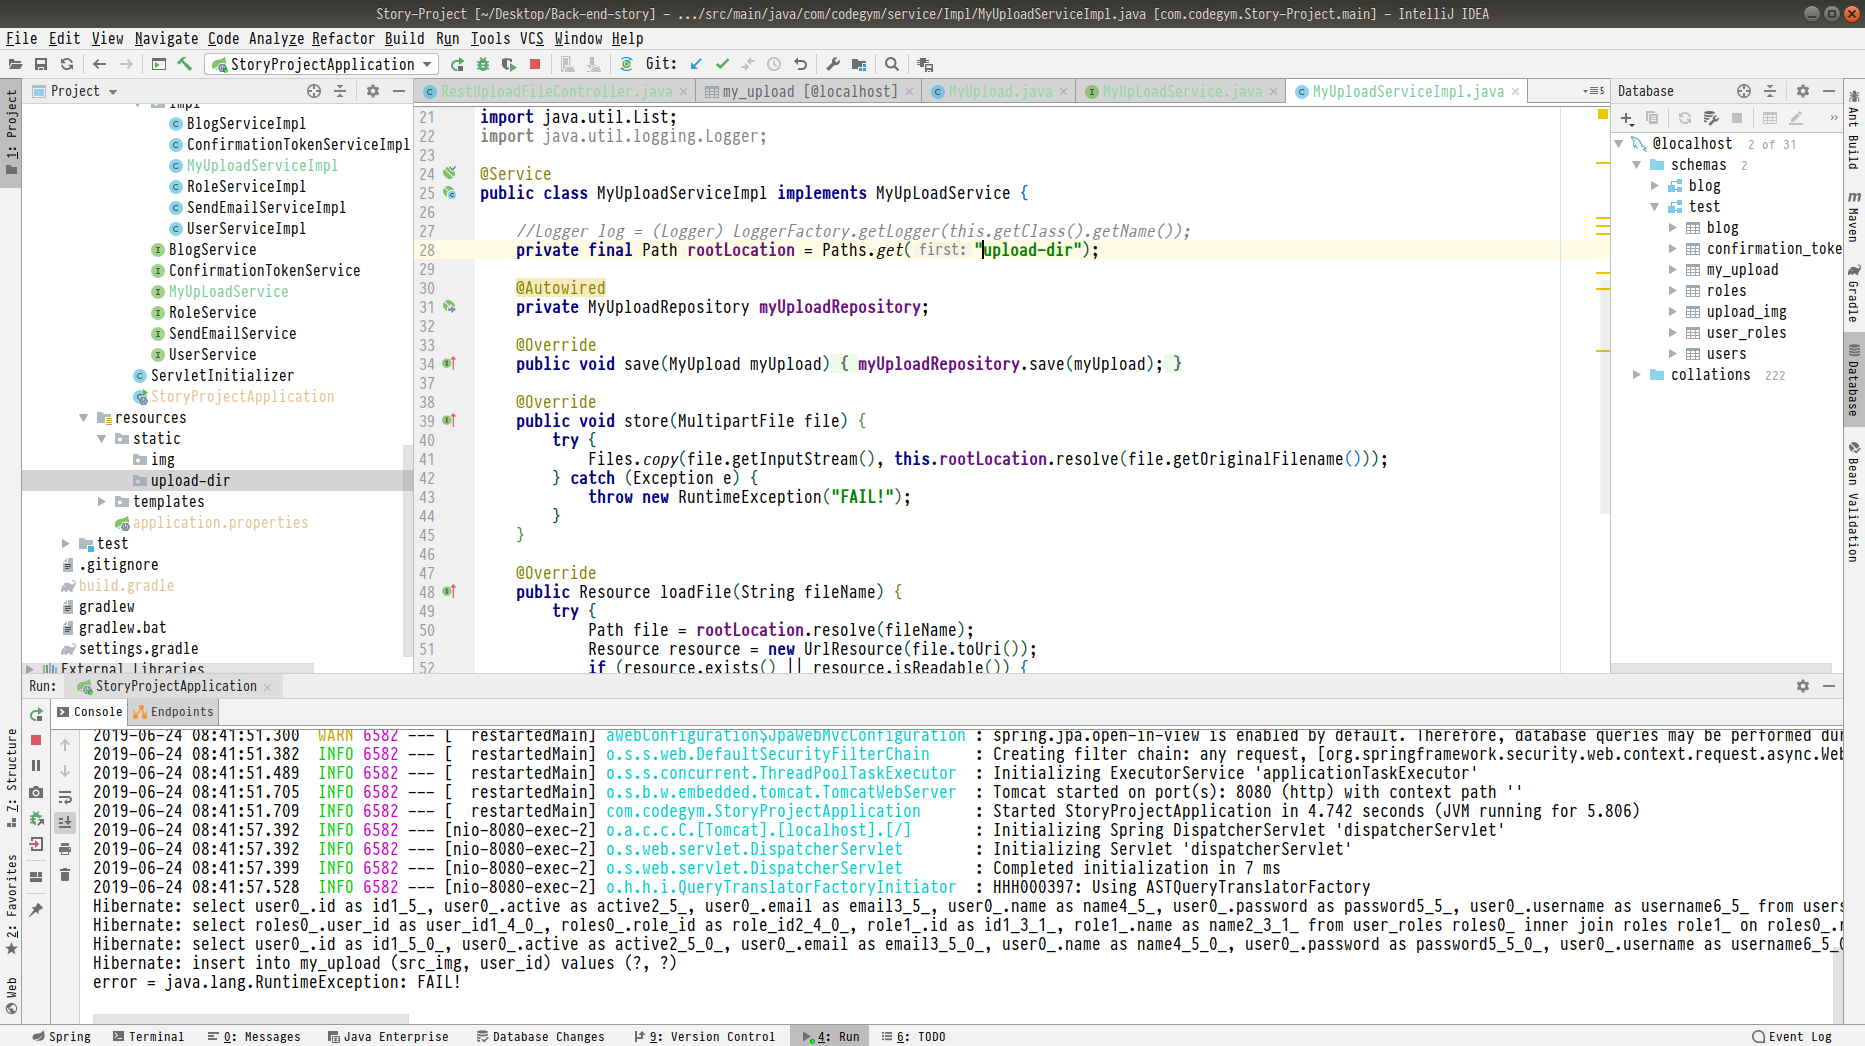 Story-Project [~/Desktop/Back-end-story] – .../src/main/java/com/codegym/service/Impl/MyUploadServiceImpl.java [com.codegym.Story-Project.main] – IntelliJ IDEA
File Edit View Navigate Code Analyze Refactor Build Run Tools VCS Window Help
StoryProjectApplication Git:
Project
RestUploadFileController.java × my_upload [@localhost] × MyUpload.java × MyUpLoadService.java × MyUploadServiceImpl.java × 5
Database
1: Project
Impl
BlogServiceImpl
ConfirmationTokenServiceImpl
MyUploadServiceImpl
RoleServiceImpl
SendEmailServiceImpl
UserServiceImpl
BlogService
ConfirmationTokenService
MyUpLoadService
RoleService
SendEmailService
UserService
ServletInitializer
StoryProjectApplication
resources
static
img
upload-dir
templates
application.properties
test
.gitignore
build.gradle
gradlew
gradlew.bat
settings.gradle
External Libraries
21 import java.util.List;
22 import java.util.logging.Logger;
23
24 @Service
25 public class MyUploadServiceImpl implements MyUpLoadService {
26
27 //Logger log = (Logger) LoggerFactory.getLogger(this.getClass().getName());
28 private final Path rootLocation = Paths.get( first: "upload-dir");
29
30 @Autowired
31 private MyUploadRepository myUploadRepository;
32
33 @Override
34 public void save(MyUpload myUpload) { myUploadRepository.save(myUpload); }
37
38 @Override
39 public void store(MultipartFile file) {
40 try {
41 Files.copy(file.getInputStream(), this.rootLocation.resolve(file.getOriginalFilename()));
42 } catch (Exception e) {
43 throw new RuntimeException("FAIL!");
44 }
45 }
46
47 @Override
48 public Resource loadFile(String fileName) {
49 try {
50 Path file = rootLocation.resolve(fileName);
51 Resource resource = new UrlResource(file.toUri());
52 if (resource.exists() || resource.isReadable()) {
@localhost 2 of 31
schemas 2
blog
test
blog
confirmation_toke
my_upload
roles
upload_img
user_roles
users
collations 222
Ant Build
Maven
Gradle
Database
Bean Validation
Run: StoryProjectApplication ×
Console Endpoints
2019-06-24 08:41:51.300 WARN 6582 --- [ restartedMain] aWebConfiguration$JpaWebMvcConfiguration : spring.jpa.open-in-view is enabled by default. Therefore, database queries may be performed dur
2019-06-24 08:41:51.382 INFO 6582 --- [ restartedMain] o.s.s.web.DefaultSecurityFilterChain : Creating filter chain: any request, [org.springframework.security.web.context.request.async.Web
2019-06-24 08:41:51.489 INFO 6582 --- [ restartedMain] o.s.s.concurrent.ThreadPoolTaskExecutor : Initializing ExecutorService 'applicationTaskExecutor'
2019-06-24 08:41:51.705 INFO 6582 --- [ restartedMain] o.s.b.w.embedded.tomcat.TomcatWebServer : Tomcat started on port(s): 8080 (http) with context path ''
2019-06-24 08:41:51.709 INFO 6582 --- [ restartedMain] com.codegym.StoryProjectApplication : Started StoryProjectApplication in 4.742 seconds (JVM running for 5.806)
2019-06-24 08:41:57.392 INFO 6582 --- [nio-8080-exec-2] o.a.c.c.C.[Tomcat].[localhost].[/] : Initializing Spring DispatcherServlet 'dispatcherServlet'
2019-06-24 08:41:57.392 INFO 6582 --- [nio-8080-exec-2] o.s.web.servlet.DispatcherServlet : Initializing Servlet 'dispatcherServlet'
2019-06-24 08:41:57.399 INFO 6582 --- [nio-8080-exec-2] o.s.web.servlet.DispatcherServlet : Completed initialization in 7 ms
2019-06-24 08:41:57.528 INFO 6582 --- [nio-8080-exec-2] o.h.h.i.QueryTranslatorFactoryInitiator : HHH000397: Using ASTQueryTranslatorFactory
Hibernate: select user0_.id as id1_5_, user0_.active as active2_5_, user0_.email as email3_5_, user0_.name as name4_5_, user0_.password as password5_5_, user0_.username as username6_5_ from users
Hibernate: select roles0_.user_id as user_id1_4_0_, roles0_.role_id as role_id2_4_0_, role1_.id as id1_3_1_, role1_.name as name2_3_1_ from user_roles roles0_ inner join roles role1_ on roles0_.r
Hibernate: select user0_.id as id1_5_0_, user0_.active as active2_5_0_, user0_.email as email3_5_0_, user0_.name as name4_5_0_, user0_.password as password5_5_0_, user0_.username as username6_5_0
Hibernate: insert into my_upload (src_img, user_id) values (?, ?)
error = java.lang.RuntimeException: FAIL!
7: Structure
2: Favorites
Web
Spring Terminal 0: Messages Java Enterprise Database Changes 9: Version Control 4: Run 6: TODO Event Log